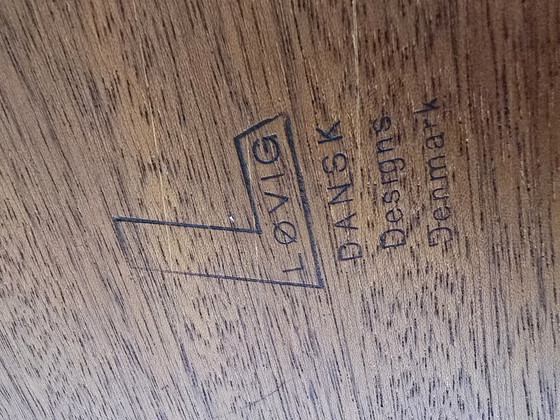 LØVIG
DANSK
Designs
Denmark